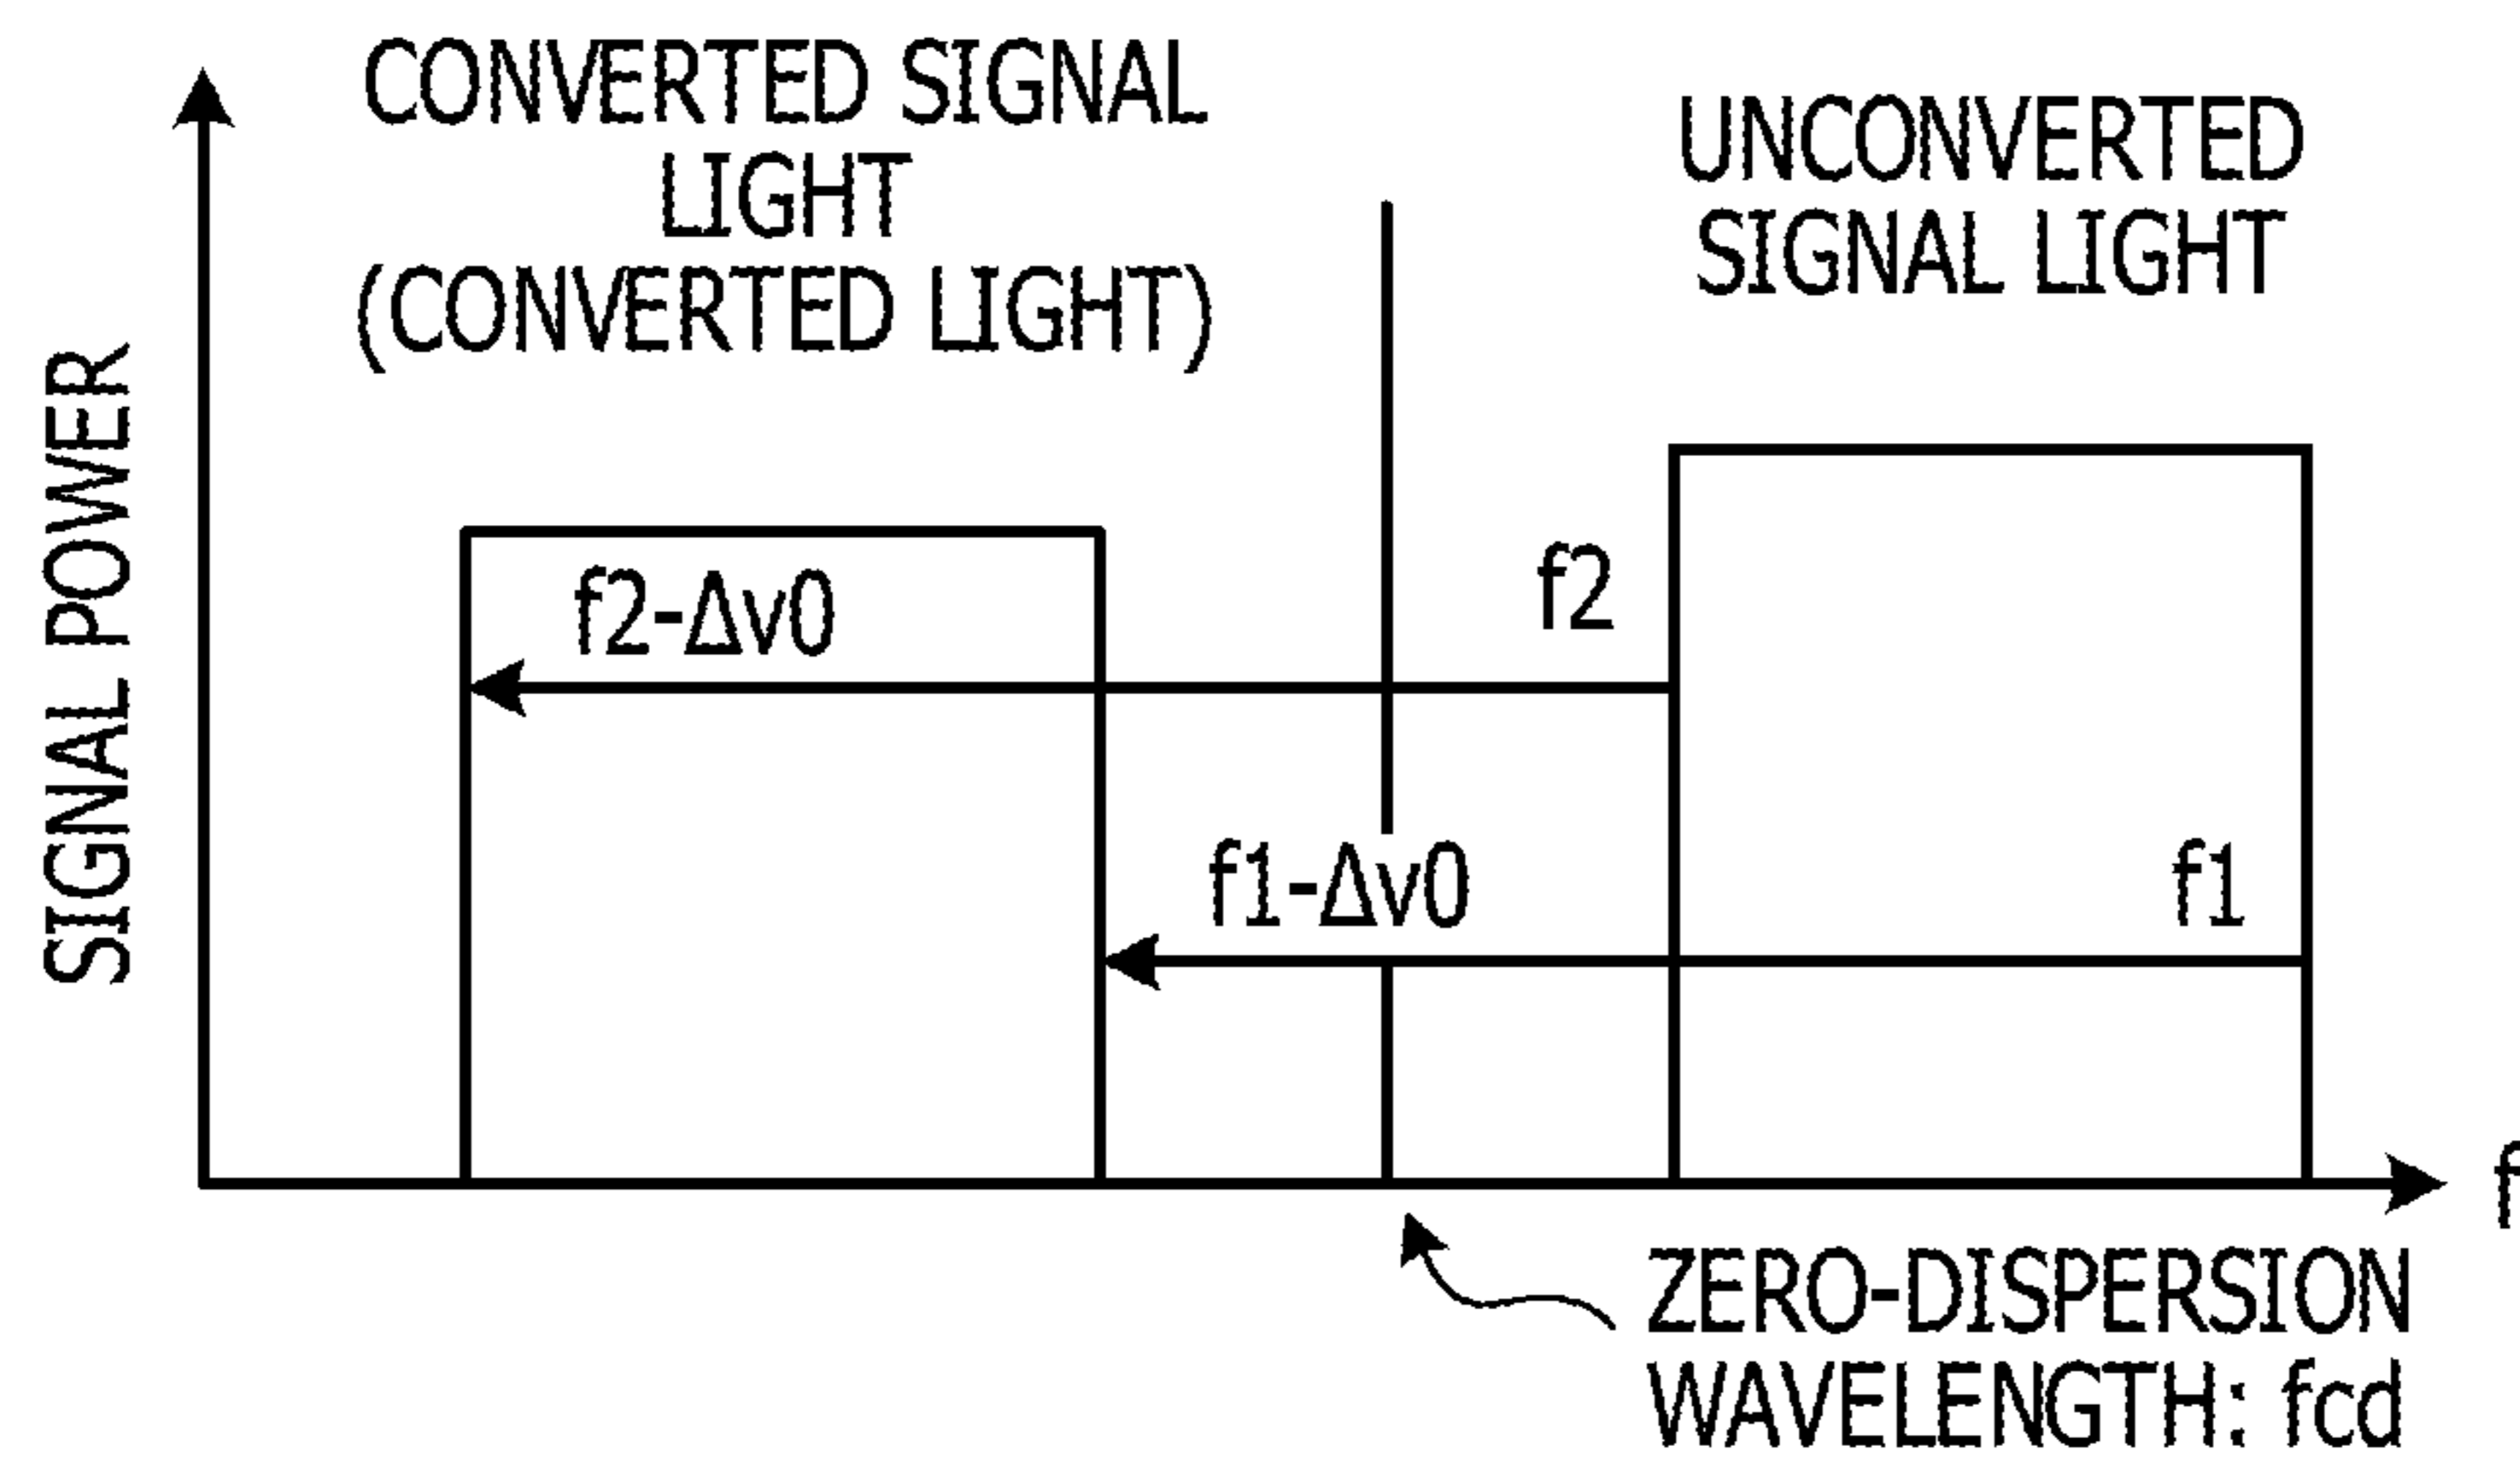 CONVERTED SIGNAL
LIGHT
(CONVERTED LIGHT)
UNCONVERTED
SIGNAL LIGHT
SIGNAL POWER
f2-Δv0
f2
f1-Δv0
f1
f
ZERO-DISPERSION
WAVELENGTH: fcd